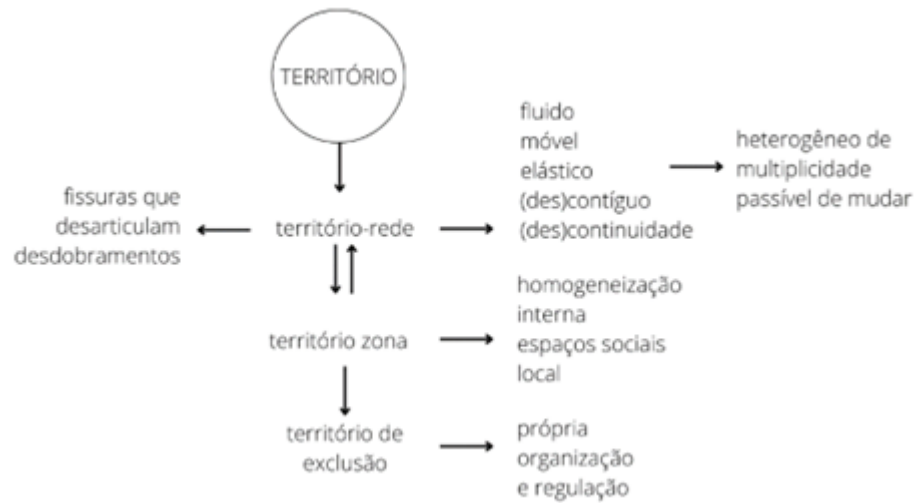 TERRITÓRIO
fissuras que
desarticulam
desdobramentos
território-rede
fluido
móvel
elástico
(des)contíguo
(des)continuidade
heterogêneo de
multiplicidade
passível de mudar
território zona
homogeneização
interna
espaços sociais
local
território de
exclusão
própria
organização
e regulação